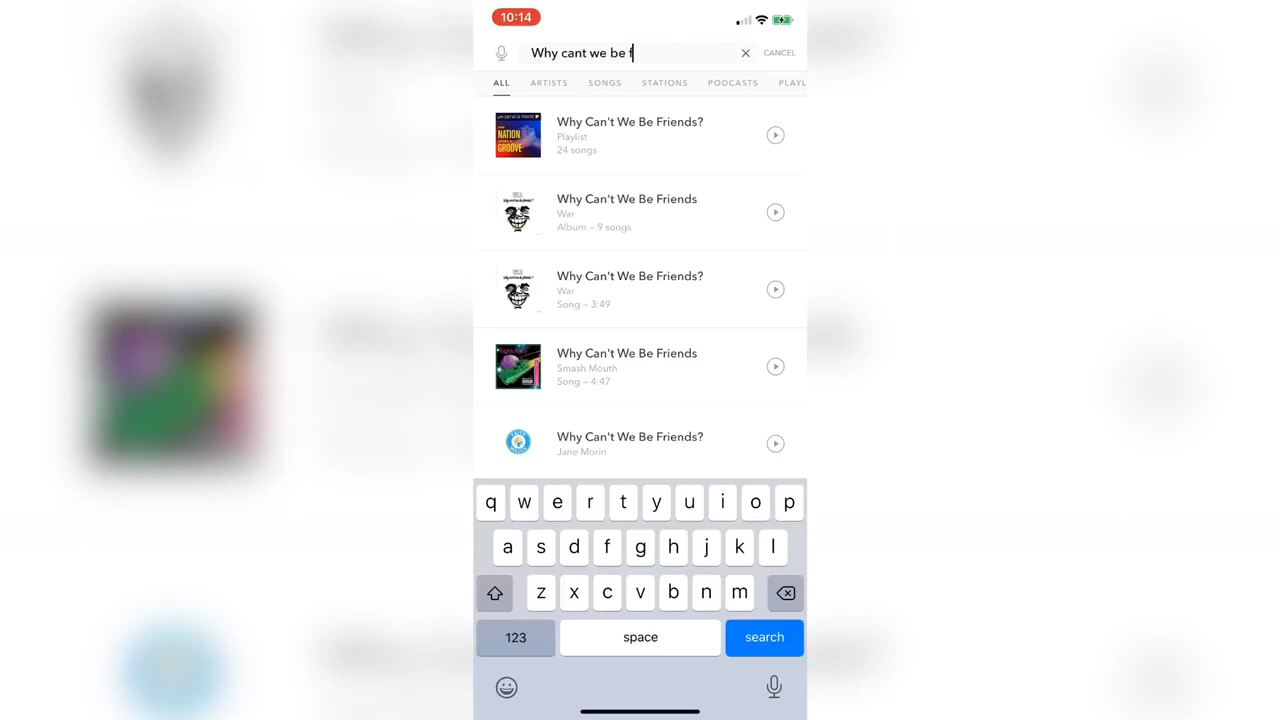 10:14
Why cant we be f
CANCEL
ALL ARTISTS SONGS STATIONS PODCASTS PLAYL
NATION
GROOVE
Why Can't We Be Friends?
Playlist
24 songs
Why Can't We Be Friends
War
Album – 9 songs
Why Can't We Be Friends?
War
Song – 3:49
Why Can't We Be Friends
Smash Mouth
Song – 4:47
Why Can't We Be Friends?
Jane Morin
q w e r t y u i o p
a s d f g h j k l
z x c v b n m
123 space search